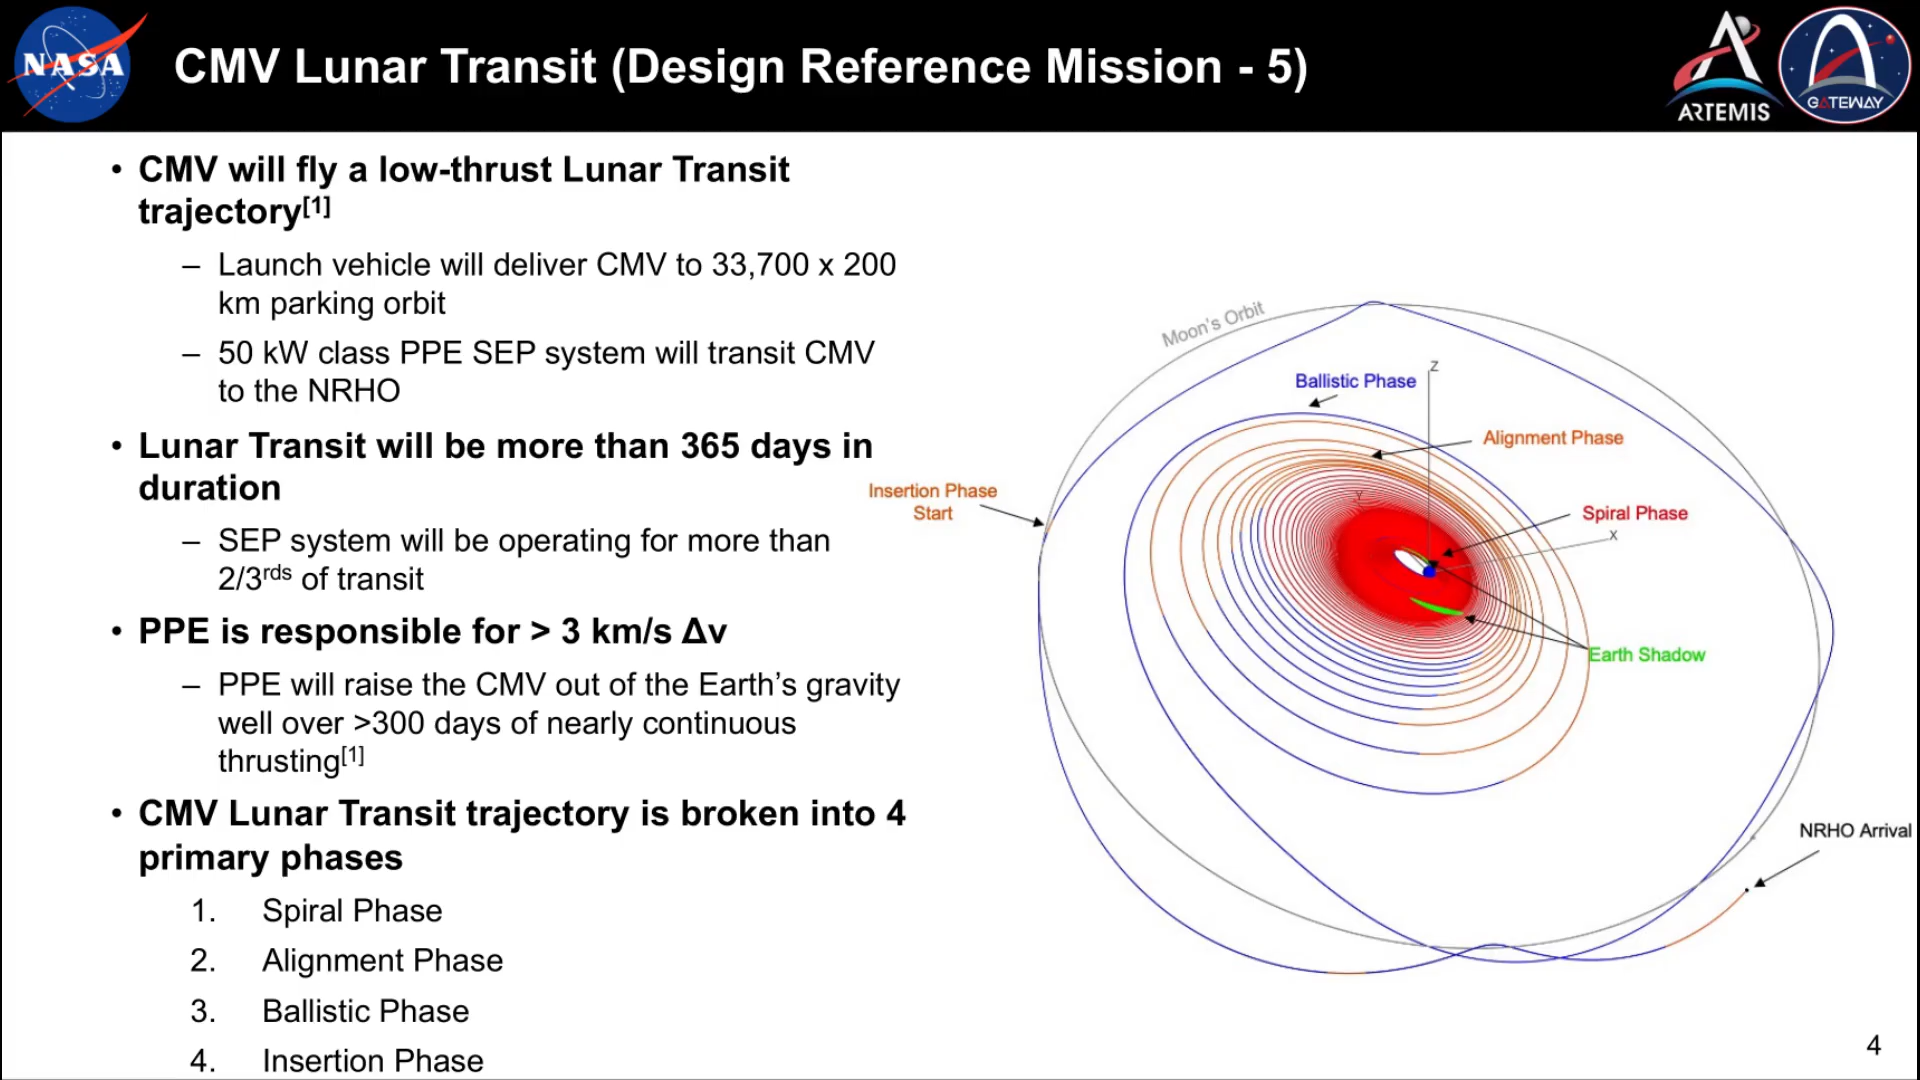 NASA
CMV Lunar Transit (Design Reference Mission - 5)
ARTEMIS
GATEWAY
• CMV will fly a low-thrust Lunar Transit
trajectory[1]
– Launch vehicle will deliver CMV to 33,700 x 200
km parking orbit
– 50 kW class PPE SEP system will transit CMV
to the NRHO
• Lunar Transit will be more than 365 days in
duration
– SEP system will be operating for more than
2/3rds of transit
• PPE is responsible for > 3 km/s Δv
– PPE will raise the CMV out of the Earth’s gravity
well over >300 days of nearly continuous
thrusting[1]
• CMV Lunar Transit trajectory is broken into 4
primary phases
1. Spiral Phase
2. Alignment Phase
3. Ballistic Phase
4. Insertion Phase
Moon's Orbit
Z
Ballistic Phase
Alignment Phase
Insertion Phase
Start
Y
Spiral Phase
X
Earth Shadow
NRHO Arrival
4